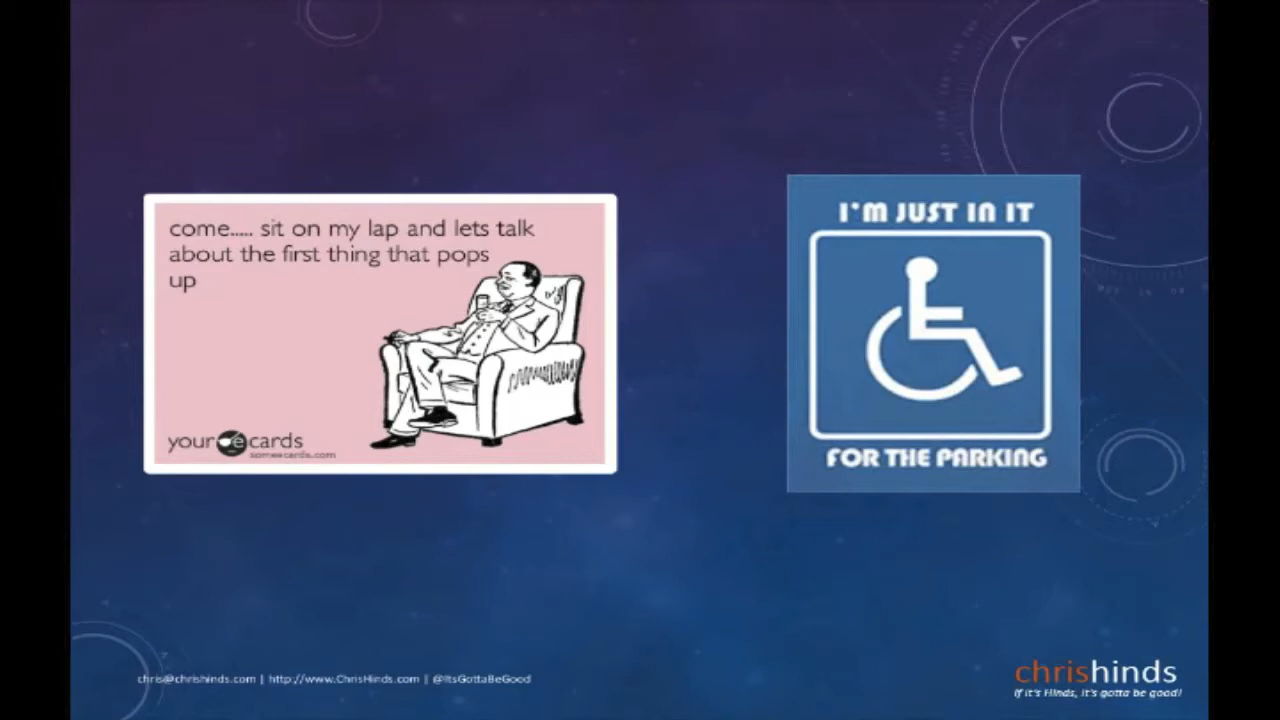 come..... sit on my lap and lets talk
about the first thing that pops
up
your e cards
someecards.com
I'M JUST IN IT
FOR THE PARKING
chris@chrishinds.com | http://www.ChrisHinds.com | @ItsGottaBeGood
chrishinds
If it's Hinds, it's gotta be good!